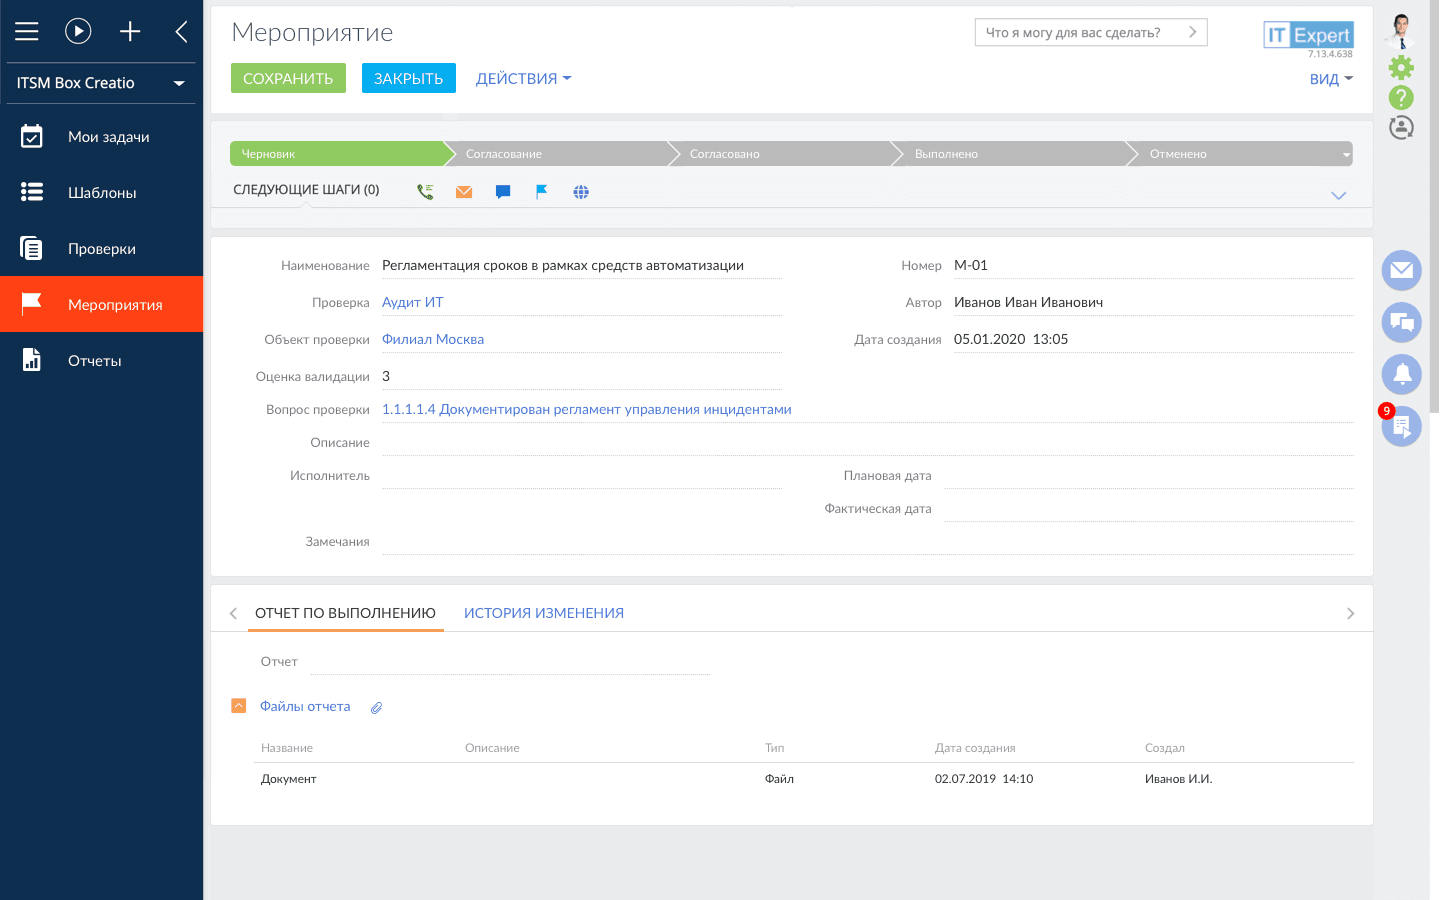 Мероприятие
Что я могу для вас сделать?
IT Expert
7.13.4.638
СОХРАНИТЬ
ЗАКРЫТЬ
ДЕЙСТВИЯ
ВИД
ITSM Box Creatio
Мои задачи
Шаблоны
Проверки
Мероприятия
Отчеты
Черновик
Согласование
Согласовано
Выполнено
Отменено
СЛЕДУЮЩИЕ ШАГИ (0)
Наименование Регламентация сроков в рамках средств автоматизации
Номер M-01
Проверка Аудит ИТ
Автор Иванов Иван Иванович
Объект проверки Филиал Москва
Дата создания 05.01.2020 13:05
Оценка валидации 3
Вопрос проверки 1.1.1.1.4 Документирован регламент управления инцидентами
Описание
Исполнитель
Плановая дата
Фактическая дата
Замечания
9
ОТЧЕТ ПО ВЫПОЛНЕНИЮ
ИСТОРИЯ ИЗМЕНЕНИЯ
Отчет
Файлы отчета
Название Описание Тип Дата создания Создал
Документ Файл 02.07.2019 14:10 Иванов И.И.